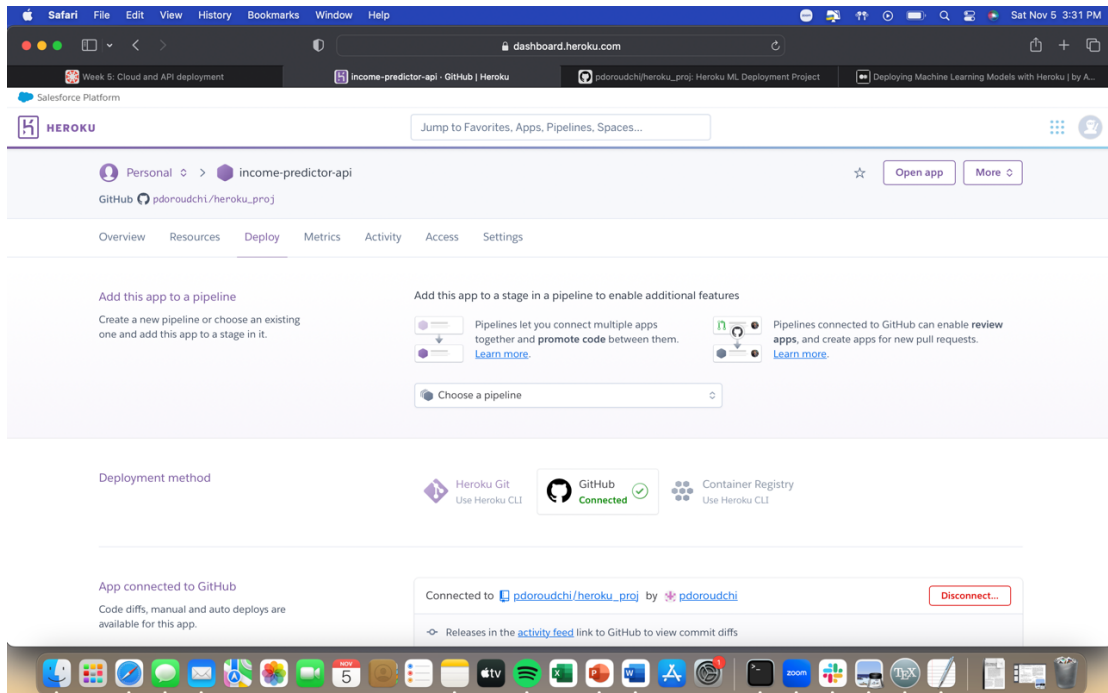 Safari File Edit View History Bookmarks Window Help
Sat Nov 5 3:31 PM
dashboard.heroku.com
Week 5: Cloud and API deployment
income-predictor-api · GitHub | Heroku
pdoroudchi/heroku_proj: Heroku ML Deployment Project
Deploying Machine Learning Models with Heroku | by A...
Salesforce Platform
HEROKU
Jump to Favorites, Apps, Pipelines, Spaces...
Personal > income-predictor-api
Open app
More
GitHub pdoroudchi/heroku_proj
Overview Resources Deploy Metrics Activity Access Settings
Add this app to a pipeline
Create a new pipeline or choose an existing
one and add this app to a stage in it.
Add this app to a stage in a pipeline to enable additional features
Pipelines let you connect multiple apps
together and promote code between them.
Learn more.
Pipelines connected to GitHub can enable review
apps, and create apps for new pull requests.
Learn more.
Choose a pipeline
Deployment method
Heroku Git
Use Heroku CLI
GitHub
Connected
Container Registry
Use Heroku CLI
App connected to GitHub
Code diffs, manual and auto deploys are
available for this app.
Connected to pdoroudchi/heroku_proj by pdoroudchi
Disconnect...
Releases in the activity feed link to GitHub to view commit diffs
NOV
5
tv
1
zoom
TEX